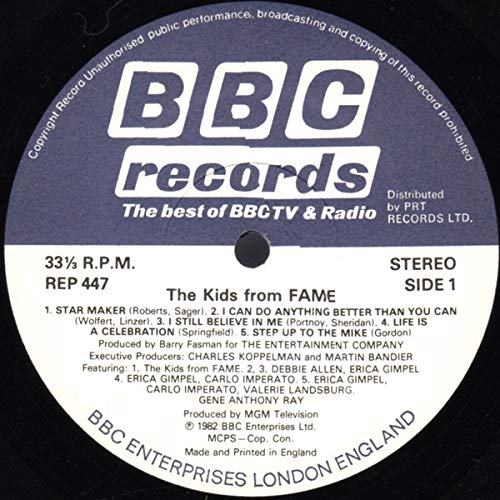 Copyright Record Unauthorised public performance, broadcasting and copying of this record prohibited
BBC
records
The best of BBC TV & Radio
Distributed
by PRT
RECORDS LTD.
33⅓ R.P.M.
STEREO
REP 447
SIDE 1
The Kids from FAME
1. STAR MAKER (Roberts, Sager). 2. I CAN DO ANYTHING BETTER THAN YOU CAN
(Wolfert, Linzer). 3. I STILL BELIEVE IN ME (Portnoy, Sheridan). 4. LIFE IS
A CELEBRATION (Springfield). 5. STEP UP TO THE MIKE (Gordon)
Produced by Barry Fasman for THE ENTERTAINMENT COMPANY
Executive Producers: CHARLES KOPPELMAN and MARTIN BANDIER
Featuring: 1. The Kids from FAME. 2, 3. DEBBIE ALLEN, ERICA GIMPEL
4. ERICA GIMPEL, CARLO IMPERATO. 5. ERICA GIMPEL,
CARLO IMPERATO, VALERIE LANDSBURG,
GENE ANTHONY RAY
Produced by MGM Television
℗ 1982 BBC Enterprises Ltd.
MCPS—Cop. Con.
Made and Printed in England
BBC ENTERPRISES LONDON ENGLAND